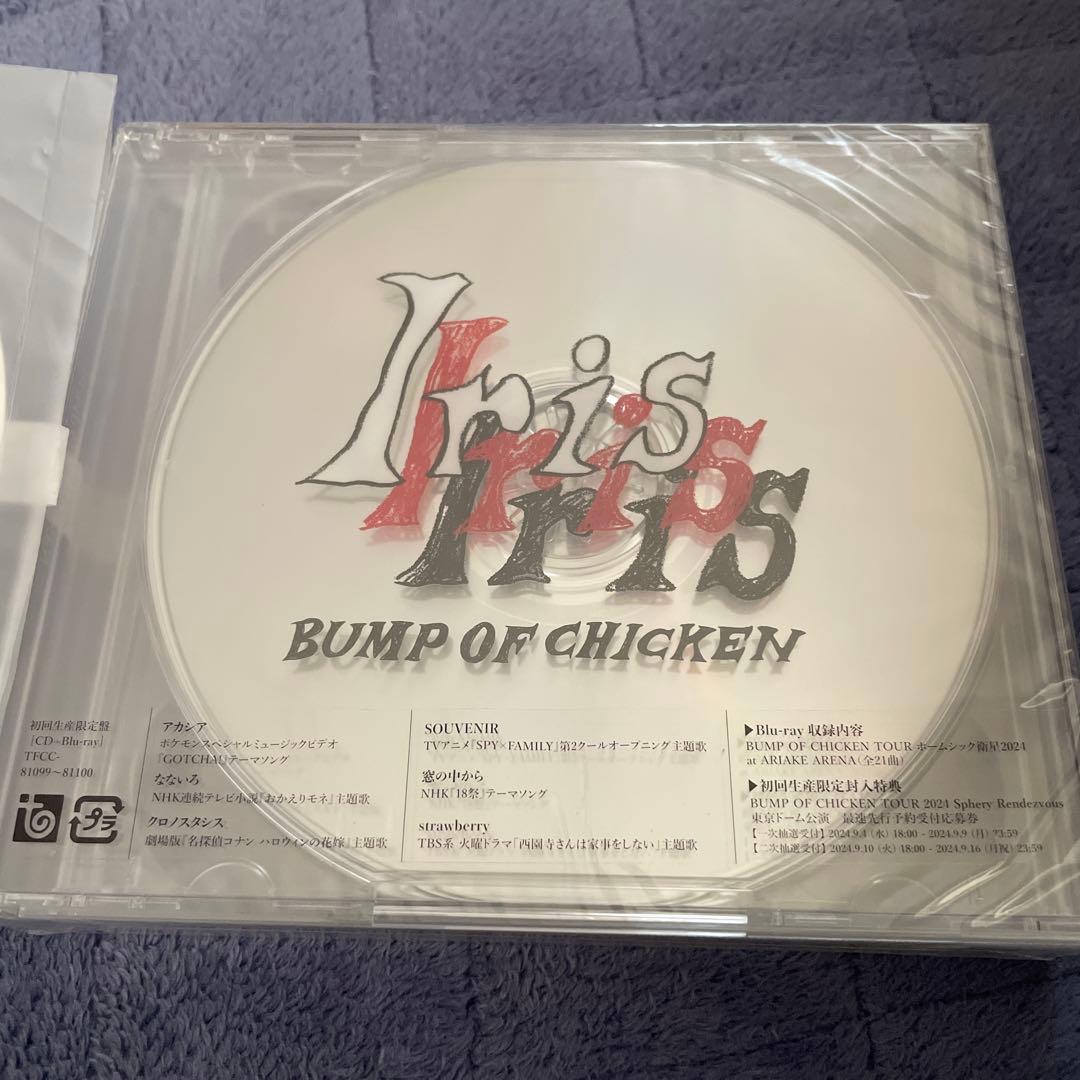 Iris
Iris
Iris
BUMP OF CHICKEN
初回生産限定盤
「CD+Blu-ray」
TFCC-
81099~81100
プラ
アカシア
ポケモンスペシャルミュージックビデオ
『GOTCHA!』テーマソング
なないろ
NHK連続テレビ小説『おかえりモネ』主題歌
クロノスタシス
劇場版『名探偵コナン ハロウィンの花嫁』主題歌
SOUVENIR
TVアニメ『SPY×FAMILY』第2クールオープニング主題歌
窓の中から
NHK『18祭』テーマソング
strawberry
TBS系 火曜ドラマ『西園寺さんは家事をしない』主題歌
▶Blu-ray 収録内容
BUMP OF CHICKEN TOUR ホームシック衛星2024
at ARIAKE ARENA(全21曲)
▶初回生産限定封入特典
BUMP OF CHICKEN TOUR 2024 Sphery Rendezvous
東京ドーム公演 最速先行予約受付応募券
【一次抽選受付】2024.9.4(水)18:00 - 2024.9.9(月)23:59
【二次抽選受付】2024.9.10(火)18:00 - 2024.9.16(月祝)23:59